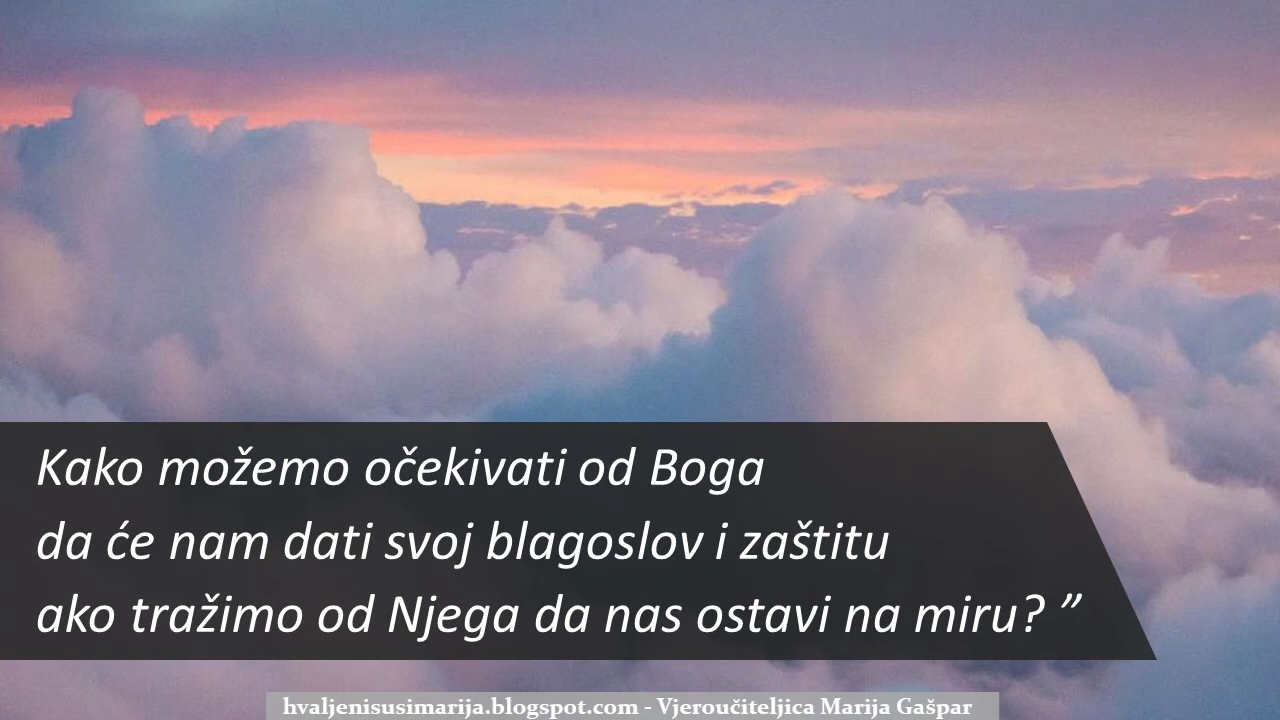 Kako možemo očekivati od Boga
da će nam dati svoj blagoslov i zaštitu
ako tražimo od Njega da nas ostavi na miru? ”
hvaljenisusimarija.blogspot.com - Vjeroučiteljica Marija Gašpar